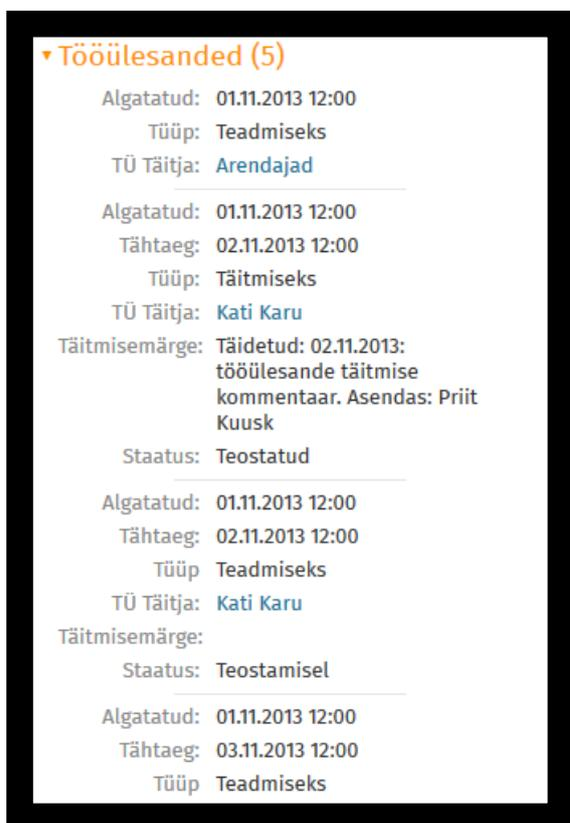 ▾ Tööülesanded (5)
Algatatud: 01.11.2013 12:00
Tüüp: Teadmiseks
TÜ Täitja: Arendajad
Algatatud: 01.11.2013 12:00
Tähtaeg: 02.11.2013 12:00
Tüüp: Täitmiseks
TÜ Täitja: Kati Karu
Täitmisemärge: Täidetud: 02.11.2013:
tööülesande täitmise
kommentaar. Asendas: Priit
Kuusk
Staatus: Teostatud
Algatatud: 01.11.2013 12:00
Tähtaeg: 02.11.2013 12:00
Tüüp Teadmiseks
TÜ Täitja: Kati Karu
Täitmisemärge:
Staatus: Teostamisel
Algatatud: 01.11.2013 12:00
Tähtaeg: 03.11.2013 12:00
Tüüp Teadmiseks